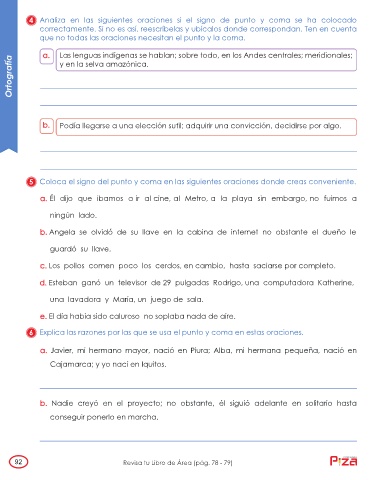 Ortografía
4 Analiza en las siguientes oraciones si el signo de punto y coma se ha colocado
correctamente. Si no es así, reescríbelas y ubícalos donde correspondan. Ten en cuenta
que no todas las oraciones necesitan el punto y la coma.
a. Las lenguas indígenas se hablan; sobre todo, en los Andes centrales; meridionales;
y en la selva amazónica.
b. Podía llegarse a una elección sutil; adquirir una convicción, decidirse por algo.
5 Coloca el signo del punto y coma en las siguientes oraciones donde creas conveniente.
a. Él dijo que íbamos a ir al cine, al Metro, a la playa sin embargo, no fuimos a
ningún lado.
b. Angela se olvidó de su llave en la cabina de internet no obstante el dueño le
guardó su llave.
c. Los pollos comen poco los cerdos, en cambio, hasta saciarse por completo.
d. Esteban ganó un televisor de 29 pulgadas Rodrigo, una computadora Katherine,
una lavadora y María, un juego de sala.
e. El día había sido caluroso no soplaba nada de aire.
6 Explica las razones por las que se usa el punto y coma en estas oraciones.
a. Javier, mi hermano mayor, nació en Piura; Alba, mi hermana pequeña, nació en
Cajamarca; y yo nací en Iquitos.
b. Nadie creyó en el proyecto; no obstante, él siguió adelante en solitario hasta
conseguir ponerlo en marcha.
92
Revisa tu Libro de Área (pág. 78 - 79)